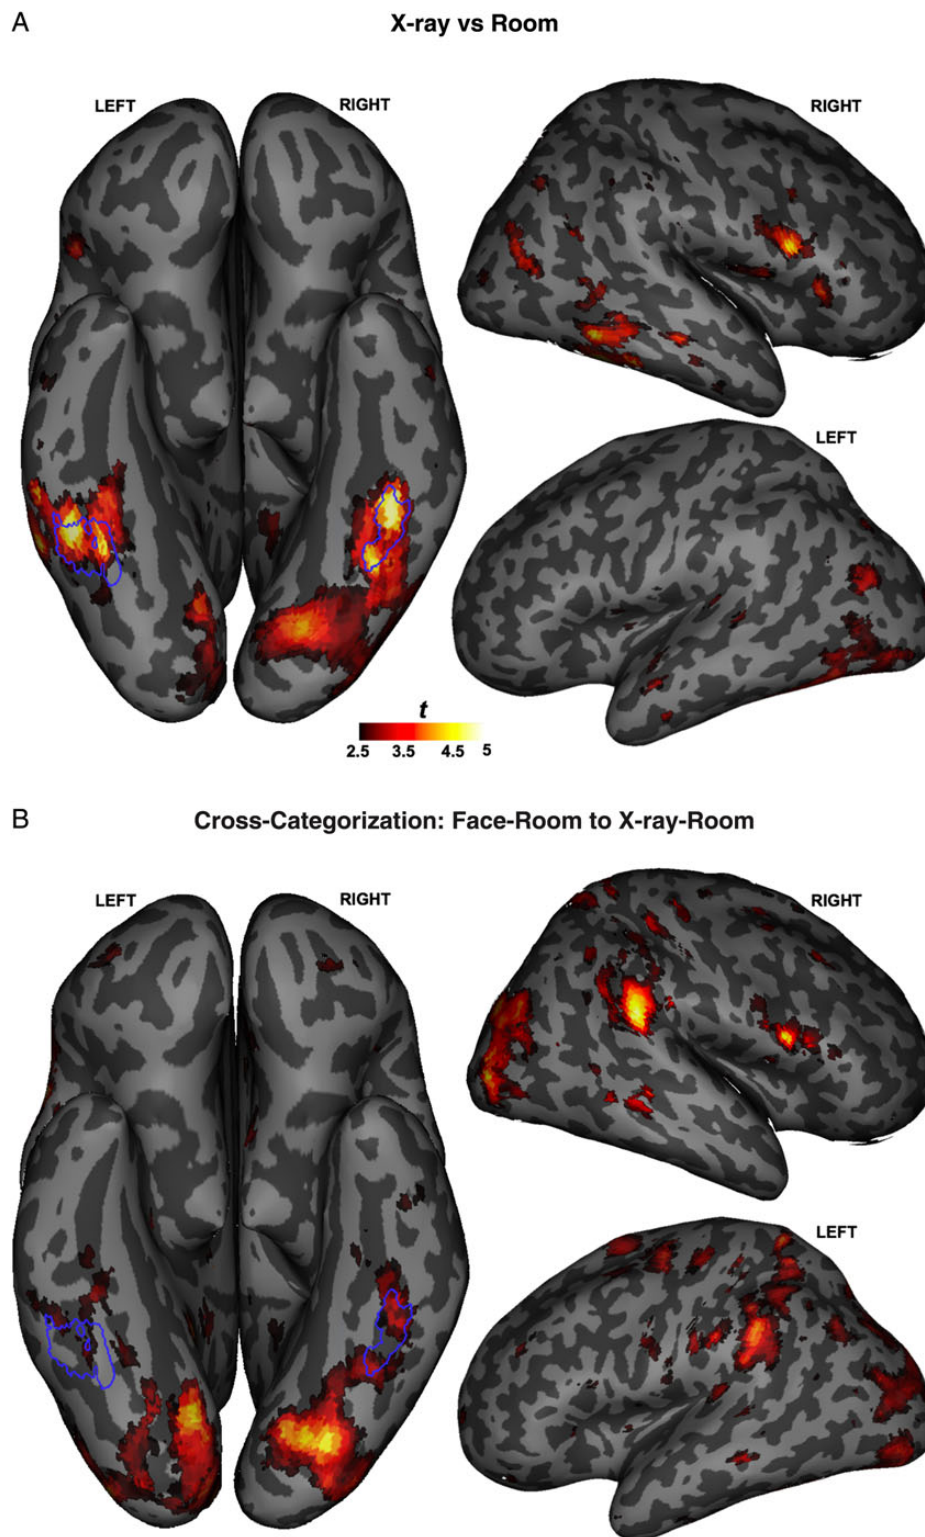 A
X-ray vs Room
LEFT
RIGHT
RIGHT
LEFT
t
2.5 3.5 4.5 5
B
Cross-Categorization: Face-Room to X-ray-Room
LEFT
RIGHT
RIGHT
LEFT